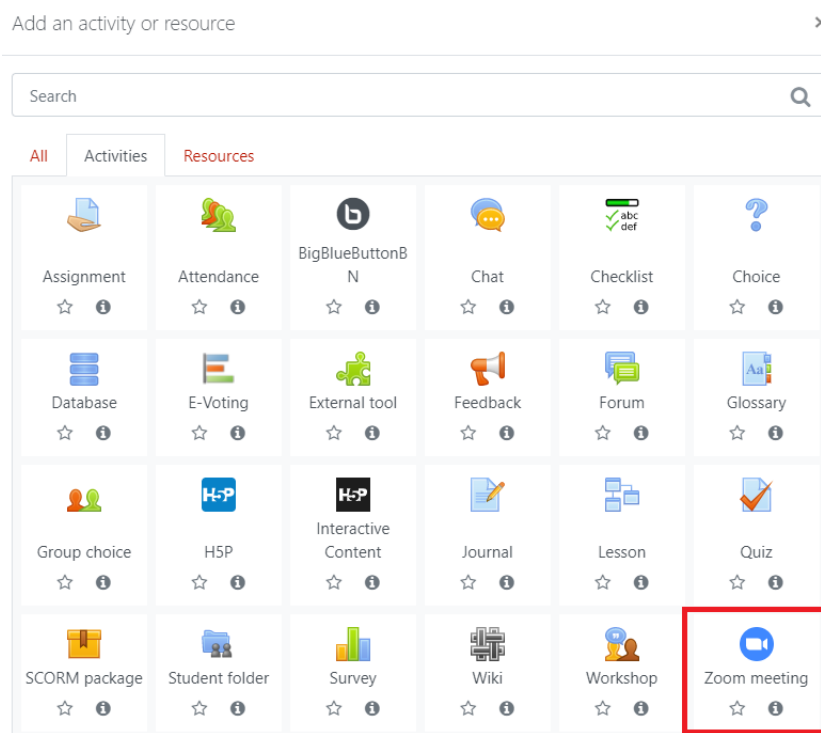 Add an activity or resource
Search
All Activities Resources
abc
def
BigBlueButtonB
Assignment Attendance N Chat Checklist Choice
Database E-Voting External tool Feedback Forum Glossary
Aa
H5P H5P
Interactive
Group choice H5P Content Journal Lesson Quiz
SCORM package Student folder Survey Wiki Workshop Zoom meeting